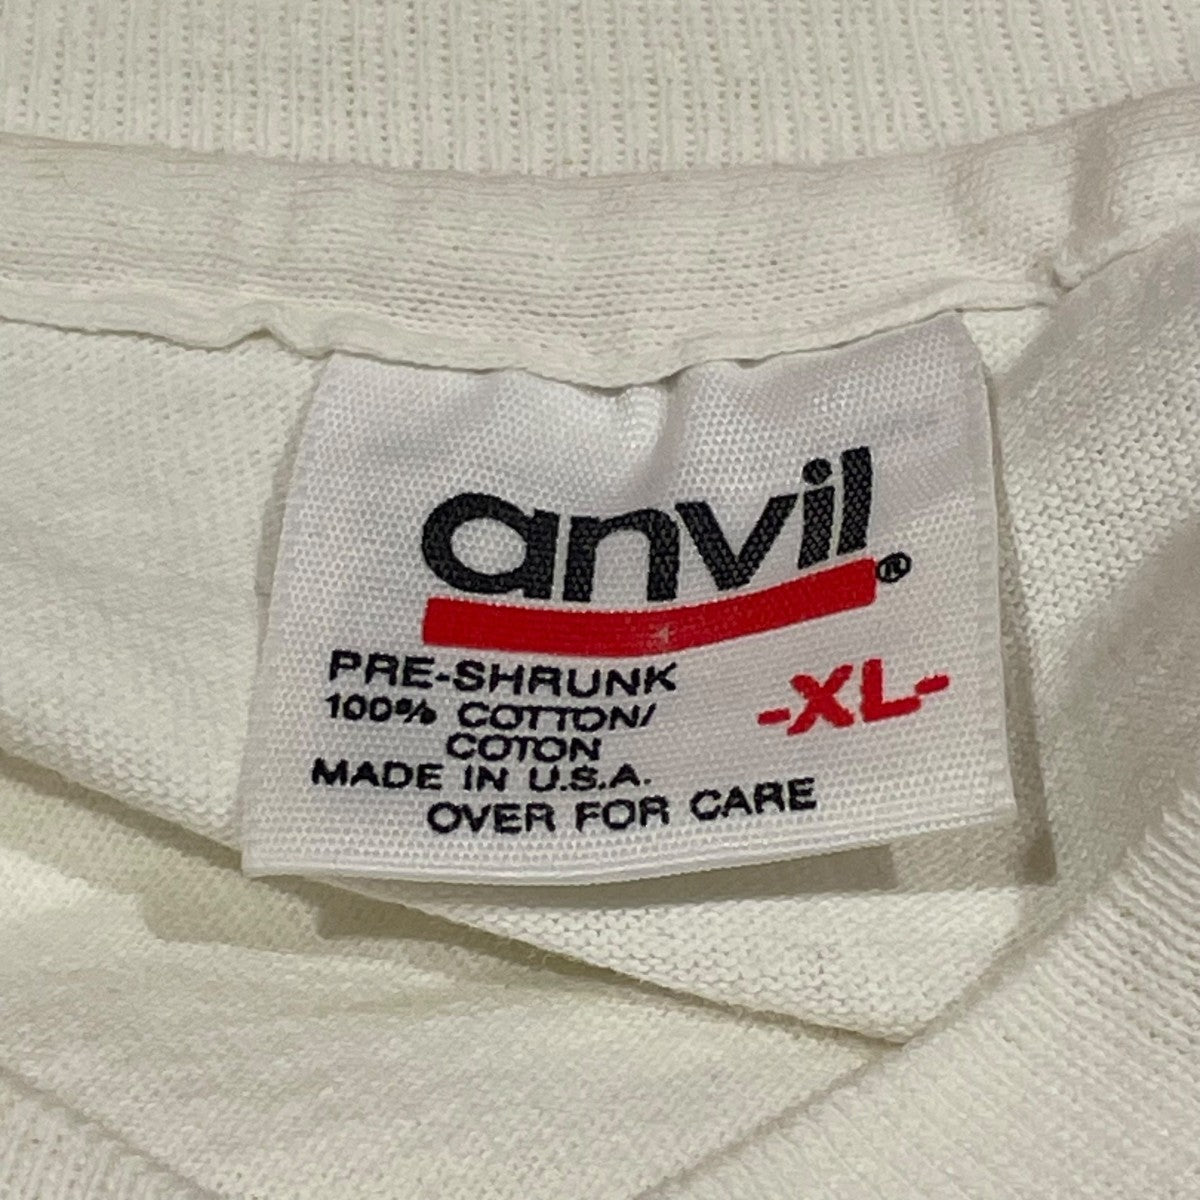 anvil®
PRE-SHRUNK
100% COTTON/
COTON
-XL-
MADE IN U.S.A.
OVER FOR CARE